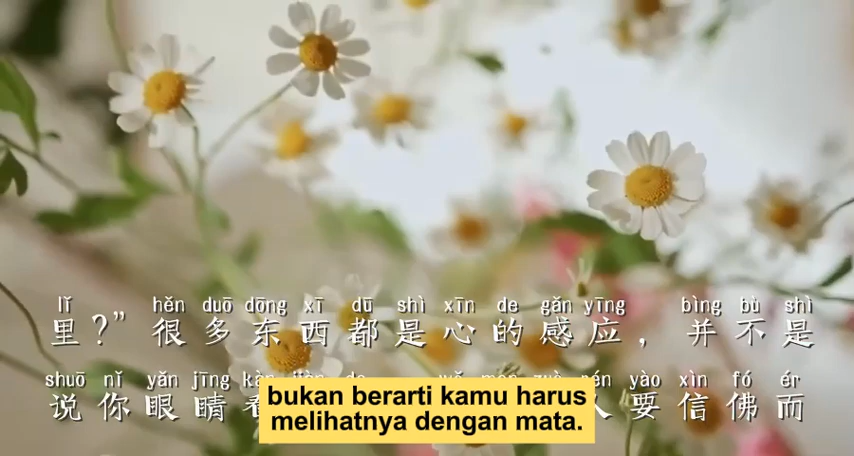 lǐ hěn duō dōng xī dū shì xīn de gǎn yīng bìng bù shì
里？”很多东西都是心的感应，并不是
shuō nǐ yǎn jīng yào xìn fó ér
说你眼睛 要信佛而
bukan berarti kamu harus
melihatnya dengan mata.